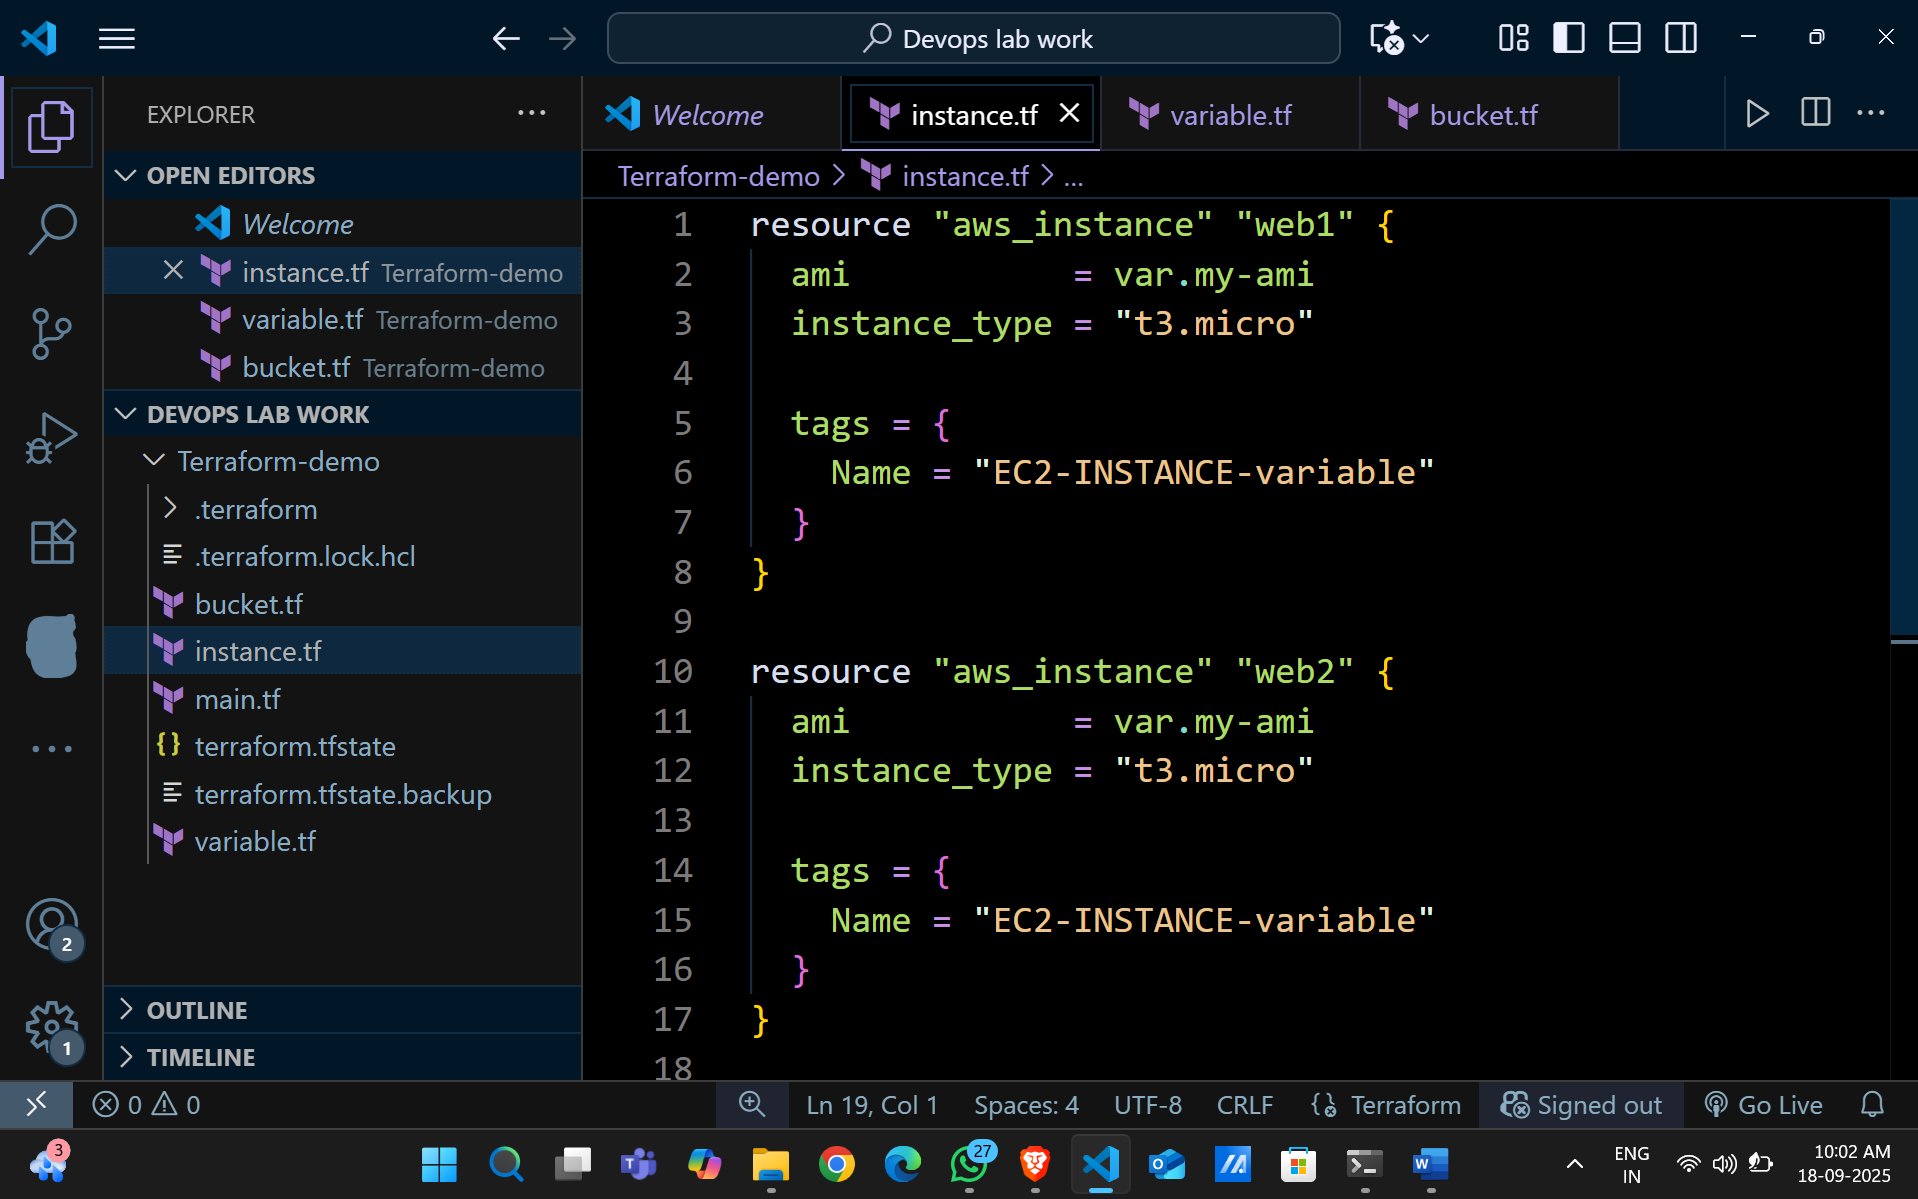 Devops lab work
EXPLORER
OPEN EDITORS
Welcome
instance.tf Terraform-demo
variable.tf Terraform-demo
bucket.tf Terraform-demo
DEVOPS LAB WORK
Terraform-demo
.terraform
.terraform.lock.hcl
bucket.tf
instance.tf
main.tf
terraform.tfstate
terraform.tfstate.backup
variable.tf
OUTLINE
TIMELINE
2
1
Welcome
instance.tf
variable.tf
bucket.tf
Terraform-demo > instance.tf > ...
1 resource "aws_instance" "web1" {
2 ami = var.my-ami
3 instance_type = "t3.micro"
4
5 tags = {
6 Name = "EC2-INSTANCE-variable"
7 }
8 }
9
10 resource "aws_instance" "web2" {
11 ami = var.my-ami
12 instance_type = "t3.micro"
13
14 tags = {
15 Name = "EC2-INSTANCE-variable"
16 }
17 }
18
0 0
Ln 19, Col 1 Spaces: 4 UTF-8 CRLF Terraform Signed out Go Live
3
27
ENG
IN
10:02 AM
18-09-2025